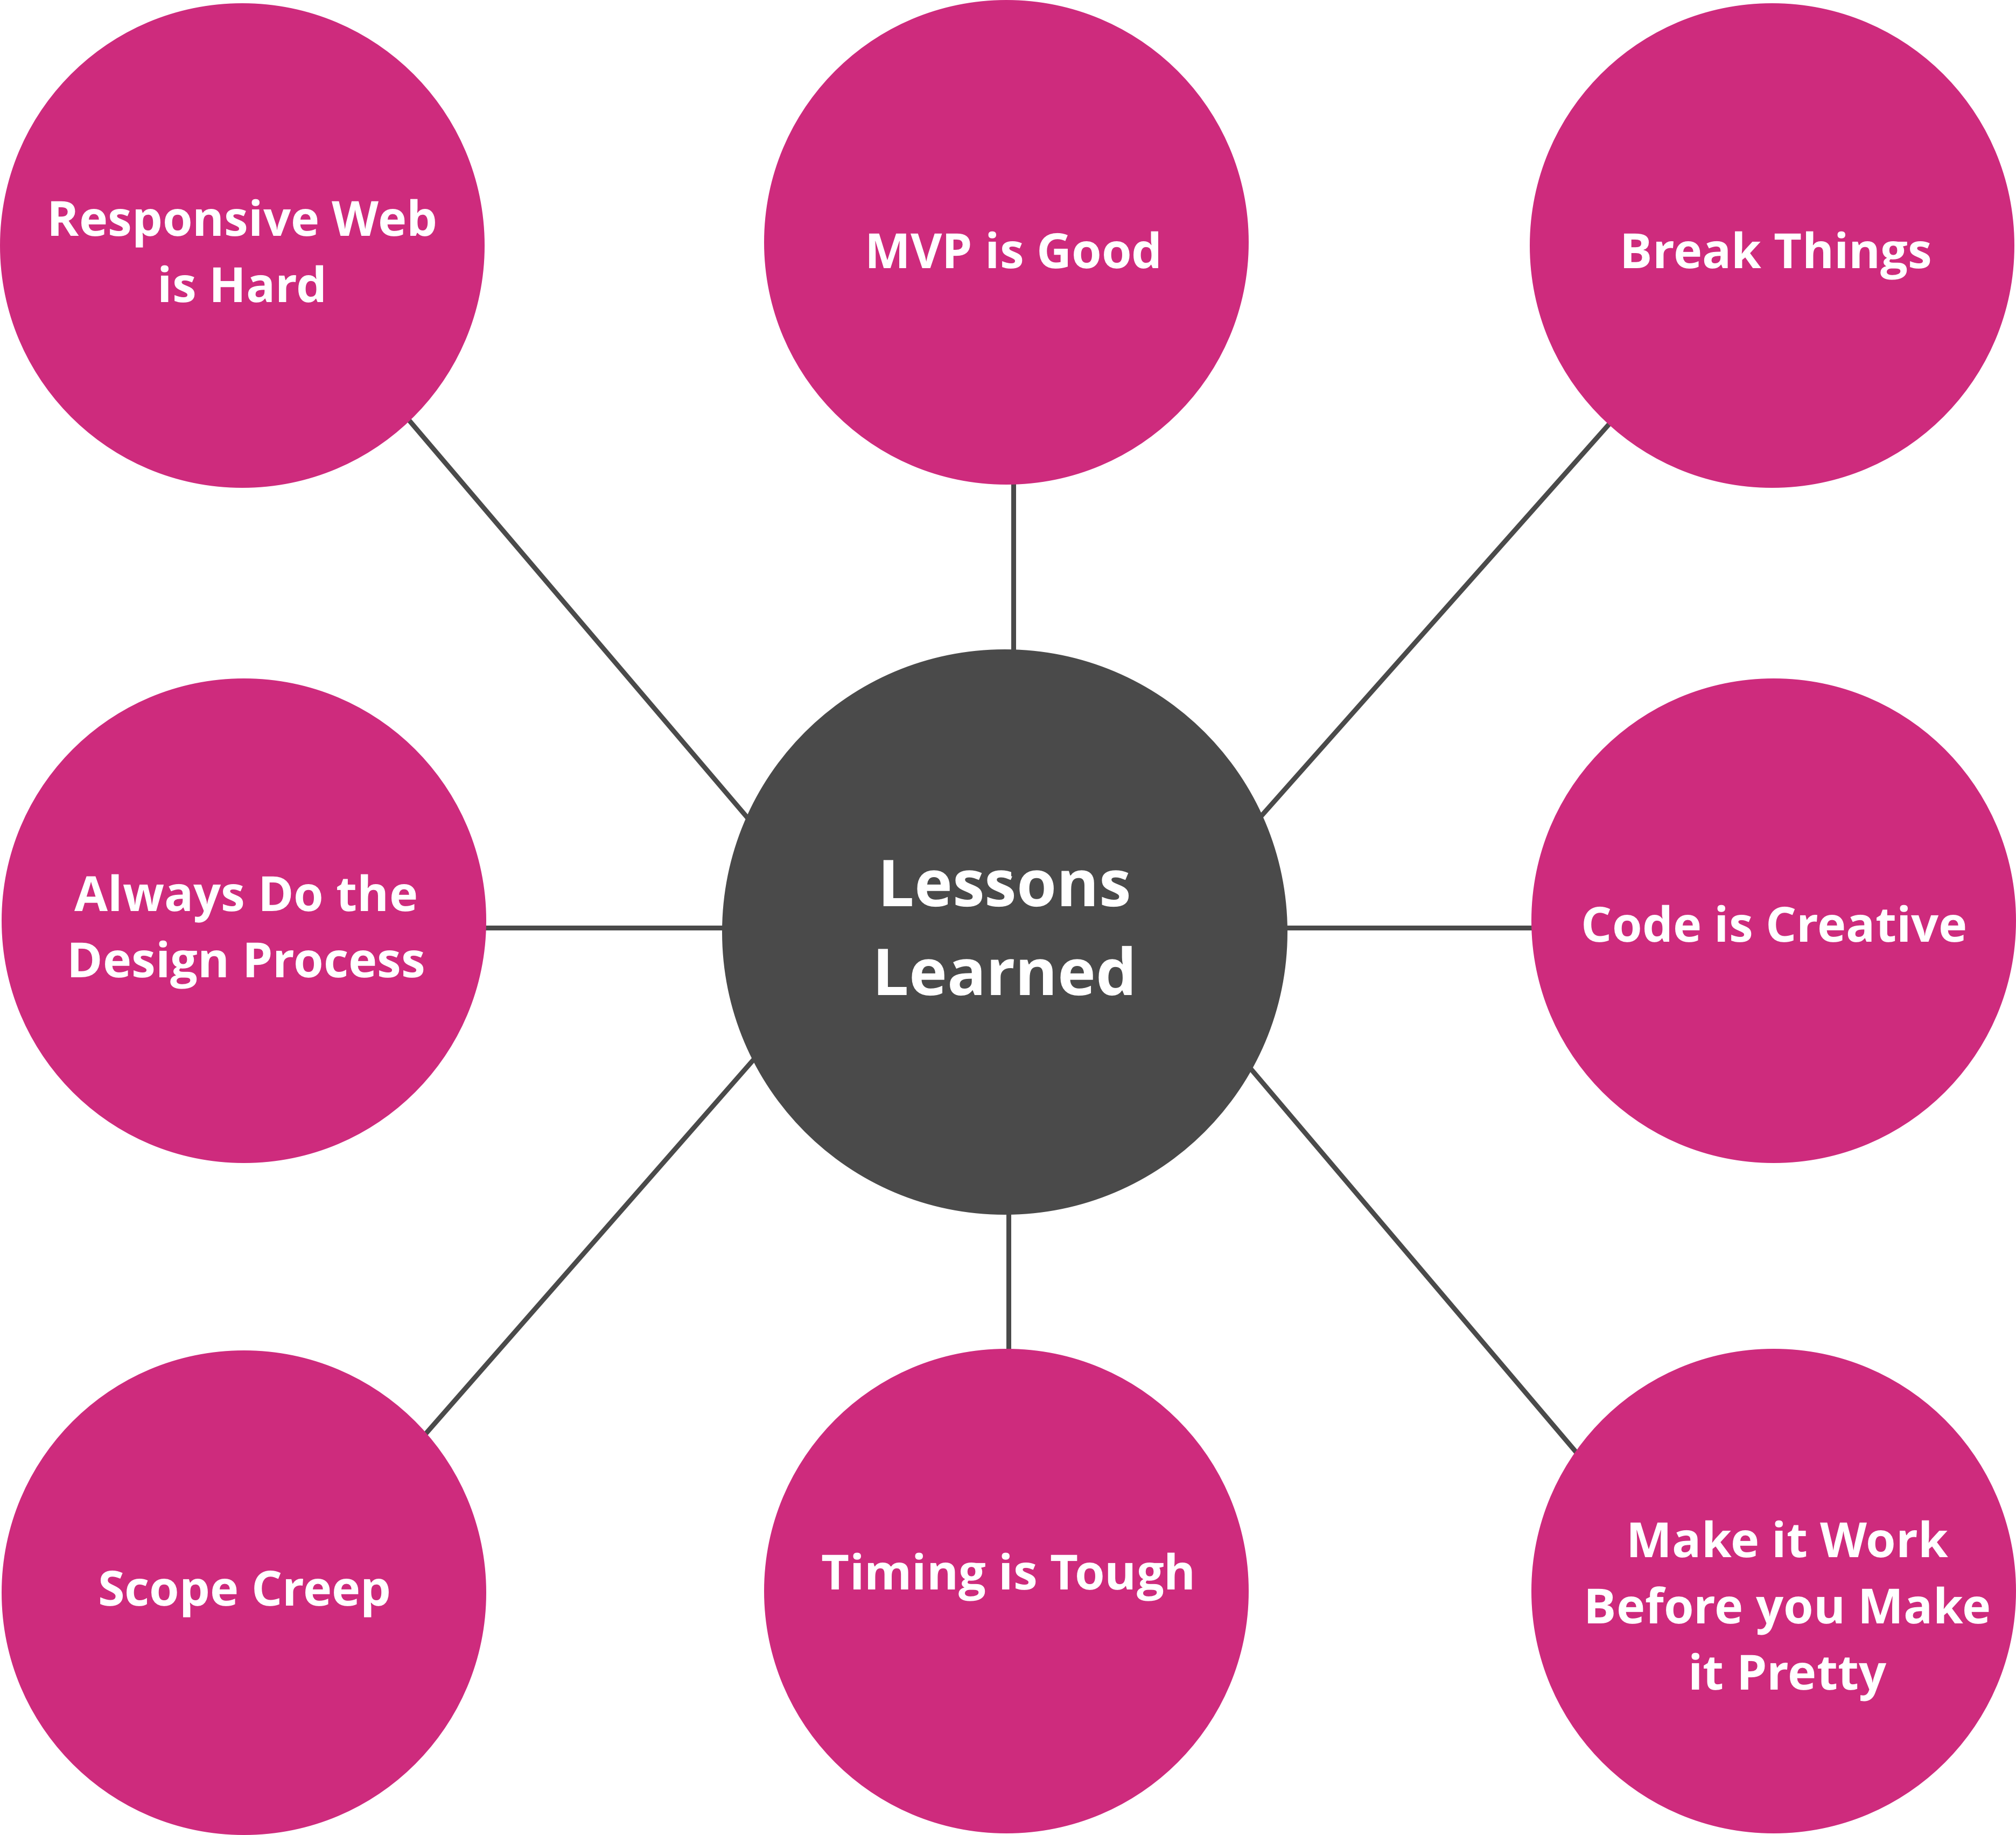 Responsive Web
is Hard
MVP is Good
Break Things
Always Do the
Design Process
Lessons
Learned
Code is Creative
Scope Creep
Timing is Tough
Make it Work
Before you Make
it Pretty